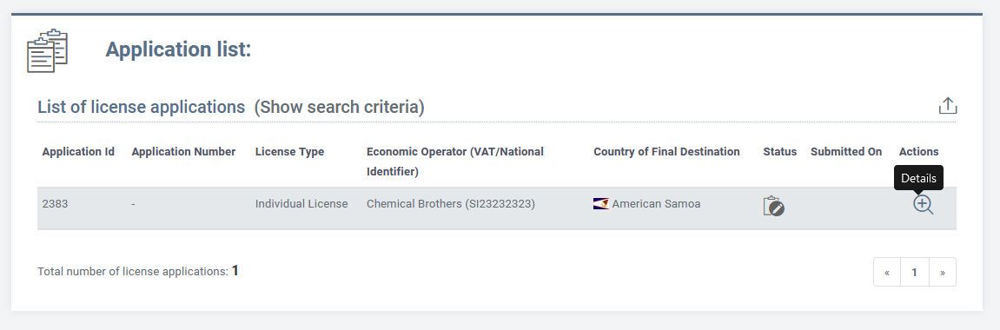 Application list:
List of license applications (Show search criteria)
Application Id Application Number License Type Economic Operator (VAT/National Identifier) Country of Final Destination Status Submitted On Actions
Details
2383 - Individual License Chemical Brothers (SI23232323) American Samoa
Total number of license applications: 1
« 1 »